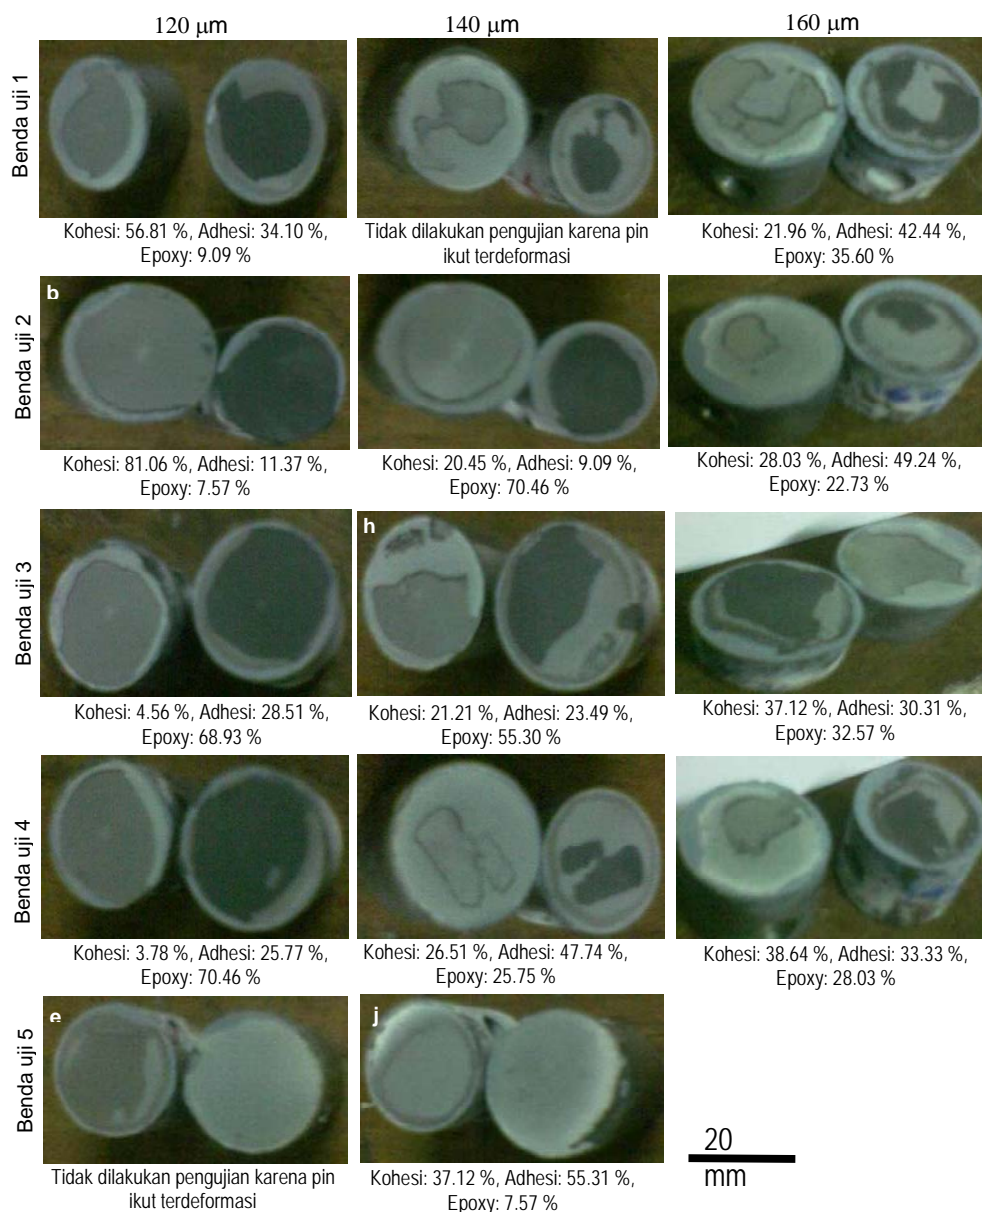 120 µm
140 µm
160 µm
Benda uji 1
Kohesi: 56.81 %, Adhesi: 34.10 %,
Epoxy: 9.09 %
Tidak dilakukan pengujian karena pin
ikut terdeformasi
Kohesi: 21.96 %, Adhesi: 42.44 %,
Epoxy: 35.60 %
Benda uji 2
b
Kohesi: 81.06 %, Adhesi: 11.37 %,
Epoxy: 7.57 %
Kohesi: 20.45 %, Adhesi: 9.09 %,
Epoxy: 70.46 %
Kohesi: 28.03 %, Adhesi: 49.24 %,
Epoxy: 22.73 %
Benda uji 3
h
Kohesi: 4.56 %, Adhesi: 28.51 %,
Epoxy: 68.93 %
Kohesi: 21.21 %, Adhesi: 23.49 %,
Epoxy: 55.30 %
Kohesi: 37.12 %, Adhesi: 30.31 %,
Epoxy: 32.57 %
Benda uji 4
Kohesi: 3.78 %, Adhesi: 25.77 %,
Epoxy: 70.46 %
Kohesi: 26.51 %, Adhesi: 47.74 %,
Epoxy: 25.75 %
Kohesi: 38.64 %, Adhesi: 33.33 %,
Epoxy: 28.03 %
Benda uji 5
e
j
Tidak dilakukan pengujian karena pin
ikut terdeformasi
Kohesi: 37.12 %, Adhesi: 55.31 %,
Epoxy: 7.57 %
20
mm